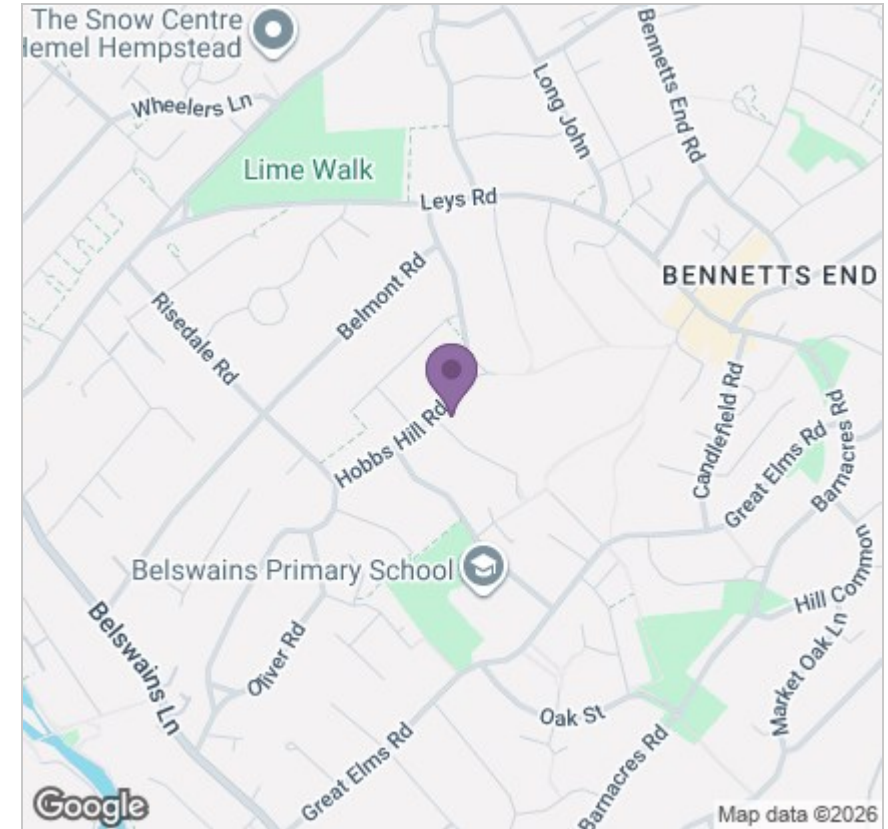 The Snow Centre
Hemel Hempstead
Wheelers Ln
Long John
Bennetts End Rd
Lime Walk
Leys Rd
BENNETTS END
Belmont Rd
Risedale Rd
Hobbs Hill Rd
Candlefield Rd
Great Elms Rd
Barnacres Rd
Belswains Primary School
Hill Common
Belswains Ln
Oliver Rd
Market Oak Ln
Oak St
Great Elms Rd
Barnacres Rd
Google
Map data ©2026